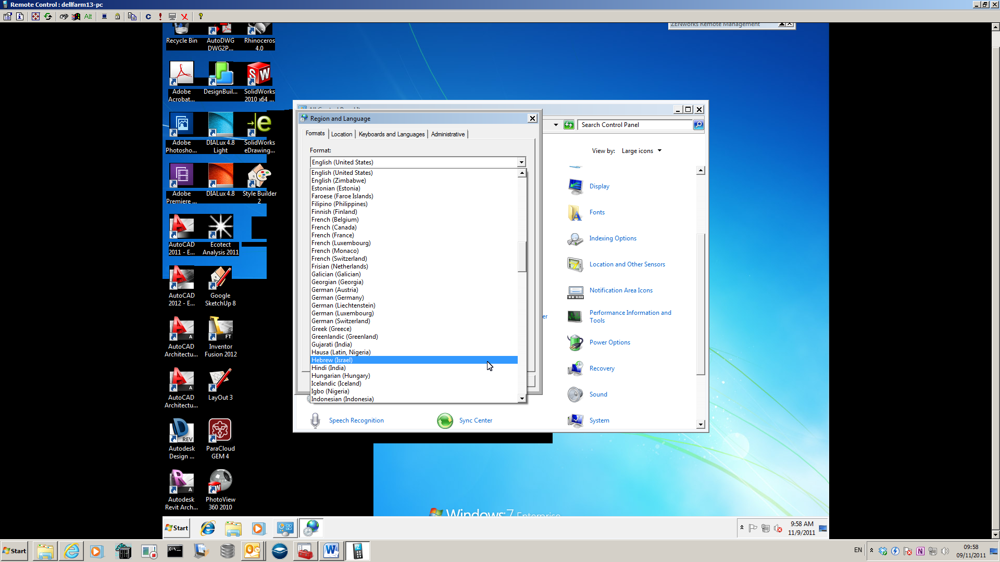 Remote Control : dellfarm13-pc
Alt
ZENworks Remote Management
Recycle Bin
AutoDWG
DWG2P...
Rhinoceros
4.0
Adobe
Acrobat...
DesignBuil...
SolidWorks
2010 x64 ...
Adobe
Photosho...
DIALux 4.8
Light
SolidWorks
eDrawing...
Adobe
Premiere ...
DIALux 4.8
Style Builder
2
AutoCAD
2011 - E...
Ecotect
Analysis 2011
AutoCAD
2012 - E...
Google
SketchUp 8
AutoCAD
Architectu...
Inventor
Fusion 2012
AutoCAD
Architectu...
LayOut 3
Autodesk
Design ...
ParaCloud
GEM 4
Autodesk
Revit Arch...
PhotoView
360 2010
Region and Language
Formats
Location
Keyboards and Languages
Administrative
Format:
English (United States)
English (United States)
English (Zimbabwe)
Estonian (Estonia)
Faroese (Faroe Islands)
Filipino (Philippines)
Finnish (Finland)
French (Belgium)
French (Canada)
French (France)
French (Luxembourg)
French (Monaco)
French (Switzerland)
Frisian (Netherlands)
Galician (Galician)
Georgian (Georgia)
German (Austria)
German (Germany)
German (Liechtenstein)
German (Luxembourg)
German (Switzerland)
Greek (Greece)
Greenlandic (Greenland)
Gujarati (India)
Hausa (Latin, Nigeria)
Hebrew (Israel)
Hindi (India)
Hungarian (Hungary)
Icelandic (Iceland)
Igbo (Nigeria)
Indonesian (Indonesia)
Search Control Panel
View by: Large icons
Display
Fonts
Indexing Options
Location and Other Sensors
Notification Area Icons
er
Performance Information and
Tools
Power Options
Recovery
Sound
Speech Recognition
Sync Center
System
Windows 7 Enterprise
Start
9:58 AM
11/9/2011
Start
EN
09:58
09/11/2011